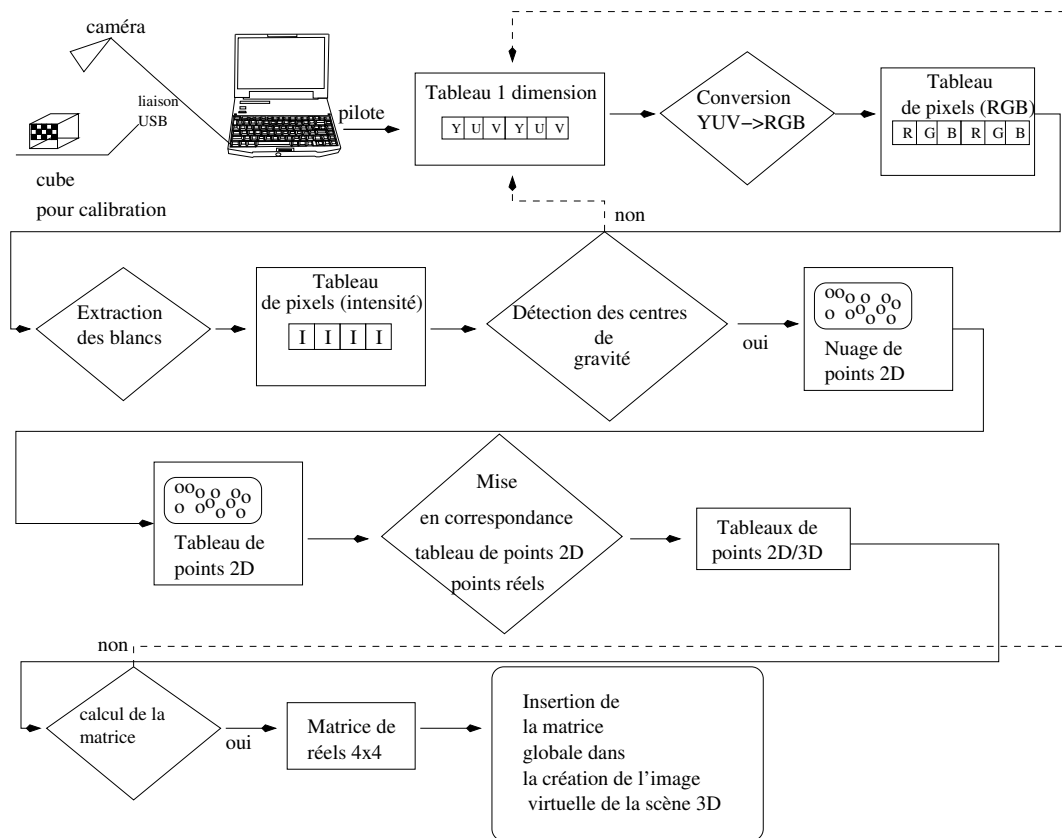 caméra
liaison
USB
pilote
cube
pour calibration
Tableau 1 dimension
Y U V Y U V
Conversion
YUV−>RGB
Tableau
de pixels (RGB)
R G B R G B
non
Extraction
des blancs
Tableau
de pixels (intensité)
I I I I
Détection des centres
de
gravité
oui
Nuage de
points 2D
Tableau de
points 2D
Mise
en correspondance
tableau de points 2D
points réels
Tableaux de
points 2D/3D
non
calcul de la
matrice
oui
Matrice de
réels 4x4
Insertion de
la matrice
globale dans
la création de l’image
virtuelle de la scène 3D